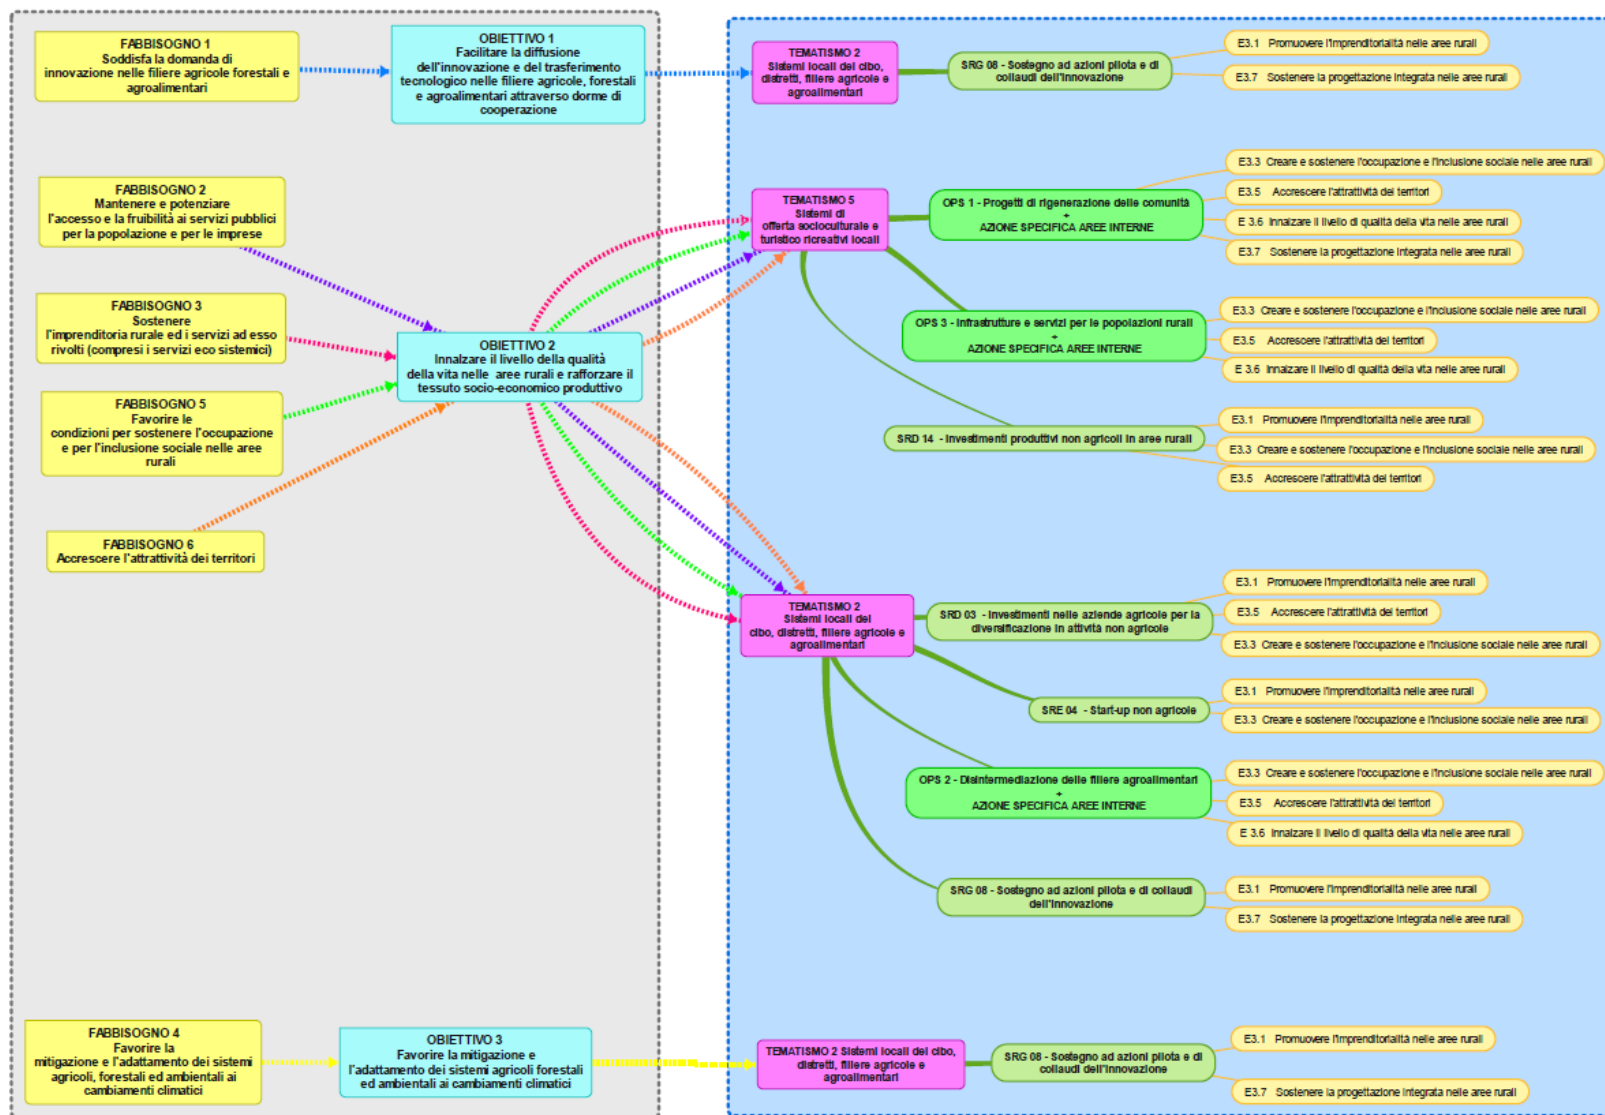 FABBISOGNO 1
Soddisfa la domanda di
innovazione nelle filiere agricole forestali e
agroalimentari
OBIETTIVO 1
Facilitare la diffusione
dell'innovazione e del trasferimento
tecnologico nelle filiere agricole, forestali
e agroalimentari attraverso dorme di
cooperazione
TEMATISMO 2
Sistemi locali del cibo,
distretti, filiere agricole e
agroalimentari
SRG 08 - Sostegno ad azioni pilota e di
collaudi dell'innovazione
E3.1 Promuovere l'imprenditorialità nelle aree rurali
E3.7 Sostenere la progettazione integrata nelle aree rurali
FABBISOGNO 2
Mantenere e potenziare
l'accesso e la fruibilità ai servizi pubblici
per la popolazione e per le imprese
FABBISOGNO 3
Sostenere
l'imprenditoria rurale ed i servizi ad esso
rivolti (compresi i servizi eco sistemici)
FABBISOGNO 5
Favorire le
condizioni per sostenere l'occupazione
e per l'inclusione sociale nelle aree
rurali
FABBISOGNO 6
Accrescere l'attrattività dei territori
OBIETTIVO 2
Innalzare il livello della qualità
della vita nelle aree rurali e rafforzare il
tessuto socio-economico produttivo
TEMATISMO 5
Sistemi di
offerta socioculturale e
turistico ricreativi locali
OPS 1 - Progetti di rigenerazione delle comunità
+
AZIONE SPECIFICA AREE INTERNE
E3.3 Creare e sostenere l'occupazione e l'inclusione sociale nelle aree rurali
E3.5 Accrescere l'attrattività dei territori
E 3.6 Innalzare il livello di qualità della vita nelle aree rurali
E3.7 Sostenere la progettazione integrata nelle aree rurali
OPS 3 - Infrastrutture e servizi per le popolazioni rurali
+
AZIONE SPECIFICA AREE INTERNE
E3.3 Creare e sostenere l'occupazione e l'inclusione sociale nelle aree rurali
E3.5 Accrescere l'attrattività dei territori
E 3.6 Innalzare il livello di qualità della vita nelle aree rurali
SRD 14 - Investimenti produttivi non agricoli in aree rurali
E3.1 Promuovere l'imprenditorialità nelle aree rurali
E3.3 Creare e sostenere l'occupazione e l'inclusione sociale nelle aree rurali
E3.5 Accrescere l'attrattività dei territori
TEMATISMO 2
Sistemi locali del
cibo, distretti, filiere agricole e
agroalimentari
SRD 03 - Investimenti nelle aziende agricole per la
diversificazione in attività non agricole
E3.1 Promuovere l'imprenditorialità nelle aree rurali
E3.5 Accrescere l'attrattività dei territori
E3.3 Creare e sostenere l'occupazione e l'inclusione sociale nelle aree rurali
SRE 04 - Start-up non agricole
E3.1 Promuovere l'imprenditorialità nelle aree rurali
E3.3 Creare e sostenere l'occupazione e l'inclusione sociale nelle aree rurali
OPS 2 - Disintermediazione delle filiere agroalimentari
+
AZIONE SPECIFICA AREE INTERNE
E3.3 Creare e sostenere l'occupazione e l'inclusione sociale nelle aree rurali
E3.5 Accrescere l'attrattività dei territori
E 3.6 Innalzare il livello di qualità della vita nelle aree rurali
SRG 08 - Sostegno ad azioni pilota e di collaudi
dell'innovazione
E3.1 Promuovere l'imprenditorialità nelle aree rurali
E3.7 Sostenere la progettazione integrata nelle aree rurali
FABBISOGNO 4
Favorire la
mitigazione e l'adattamento dei sistemi
agricoli, forestali ed ambientali ai
cambiamenti climatici
OBIETTIVO 3
Favorire la mitigazione e
l'adattamento dei sistemi agricoli forestali
ed ambientali ai cambiamenti climatici
TEMATISMO 2 Sistemi locali del cibo,
distretti, filiere agricole e
agroalimentari
SRG 08 - Sostegno ad azioni pilota e di
collaudi dell'innovazione
E3.1 Promuovere l'imprenditorialità nelle aree rurali
E3.7 Sostenere la progettazione integrata nelle aree rurali